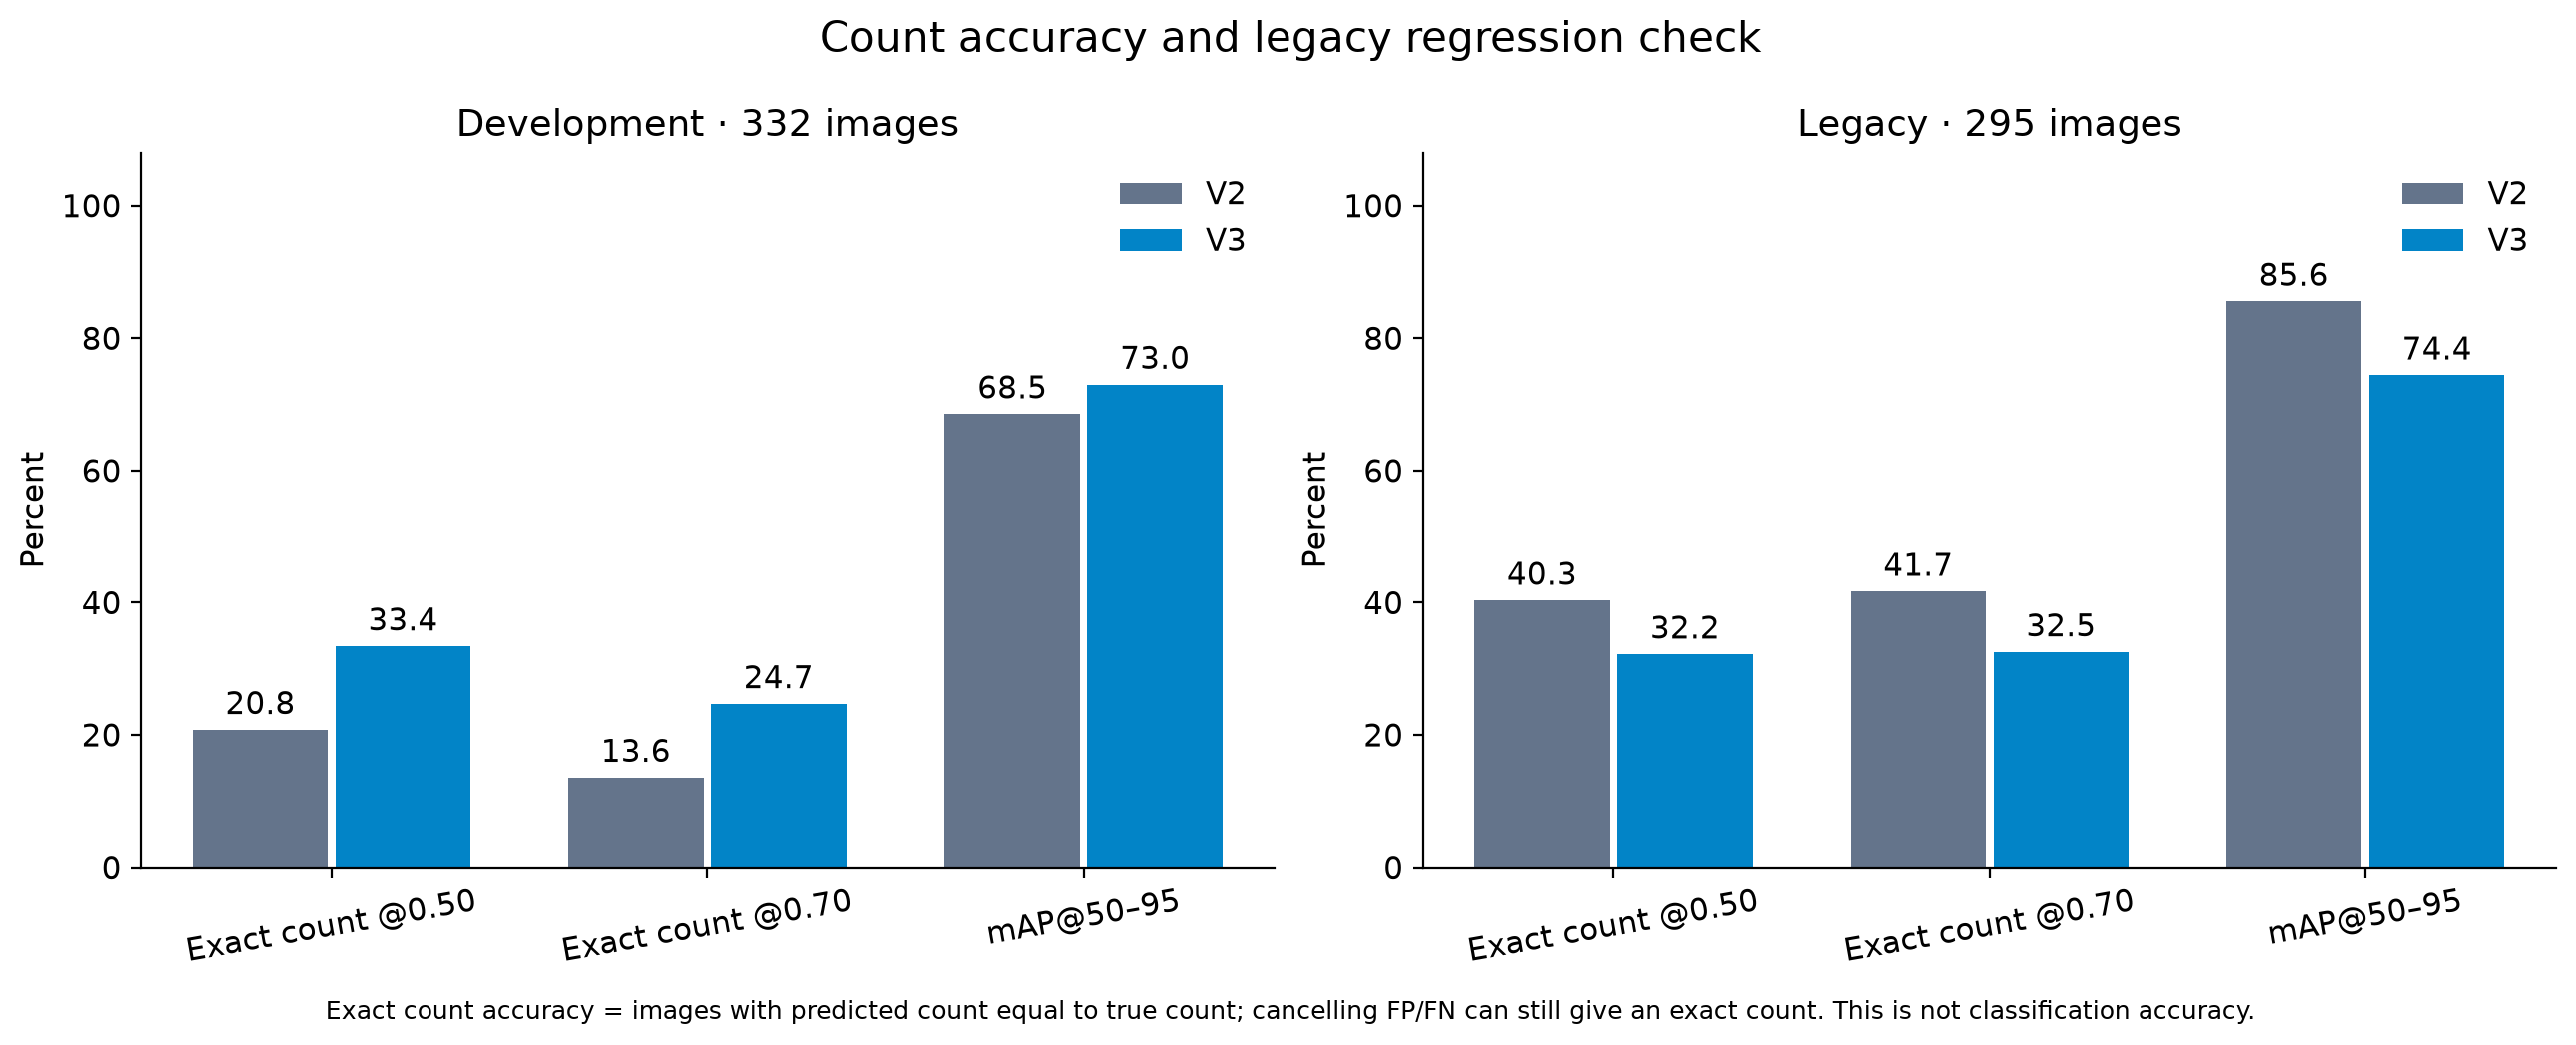 Count accuracy and legacy regression check
Development · 332 images
V2
V3
Percent
100
80
60
40
20
0
20.8
33.4
13.6
24.7
68.5
73.0
Exact count @0.50
Exact count @0.70
mAP@50–95
Legacy · 295 images
V2
V3
Percent
100
80
60
40
20
0
40.3
32.2
41.7
32.5
85.6
74.4
Exact count @0.50
Exact count @0.70
mAP@50–95
Exact count accuracy = images with predicted count equal to true count; cancelling FP/FN can still give an exact count. This is not classification accuracy.